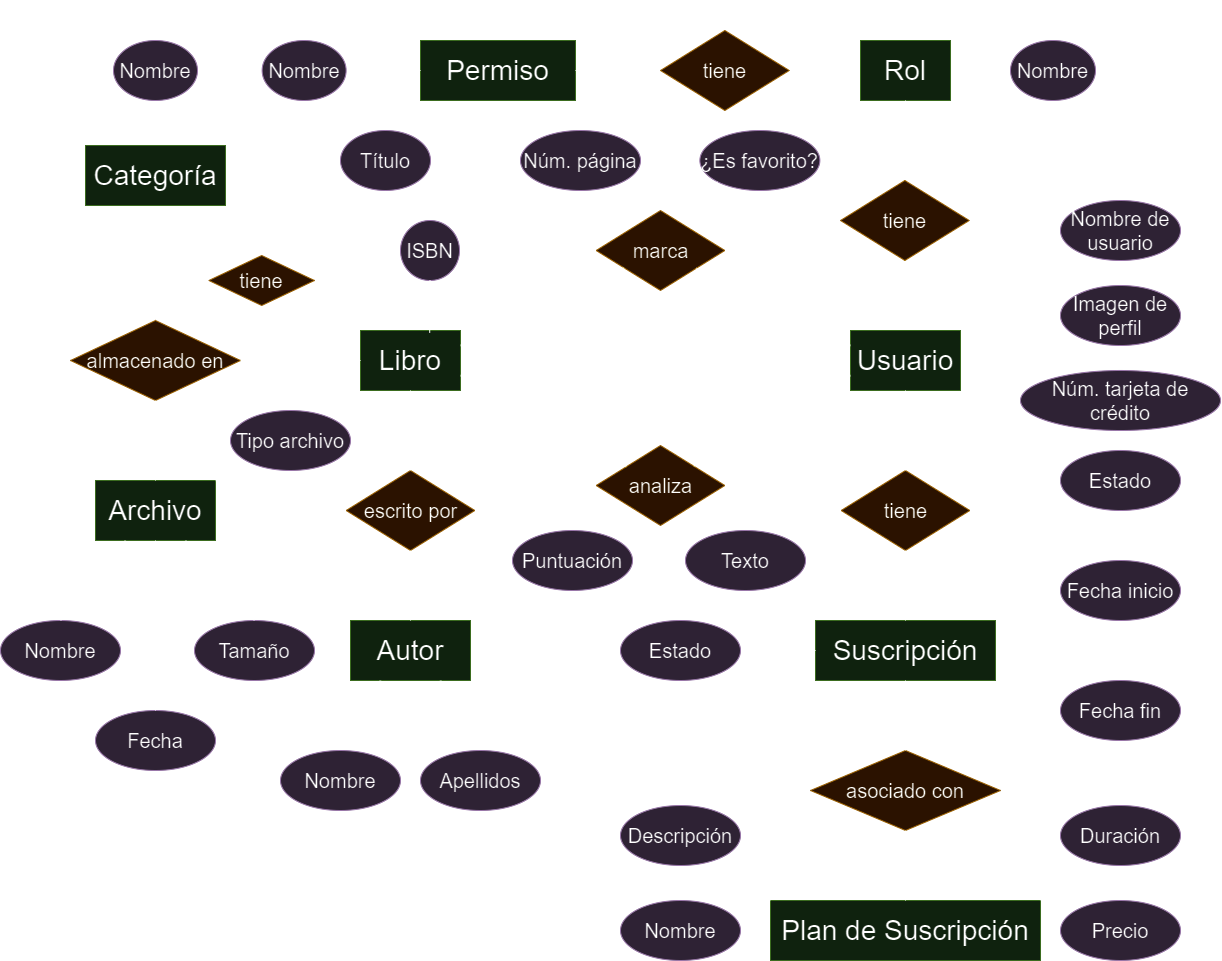 Nombre
Nombre
Permiso
tiene
Rol
Nombre
Categoría
Título
Núm. página
¿Es favorito?
ISBN
marca
tiene
Nombre de
usuario
tiene
Imagen de
perfil
almacenado en
Libro
Usuario
Núm. tarjeta de
crédito
Tipo archivo
Estado
Archivo
escrito por
analiza
tiene
Puntuación
Texto
Fecha inicio
Nombre
Tamaño
Autor
Estado
Suscripción
Fecha
Fecha fin
Nombre
Apellidos
asociado con
Descripción
Duración
Nombre
Plan de Suscripción
Precio